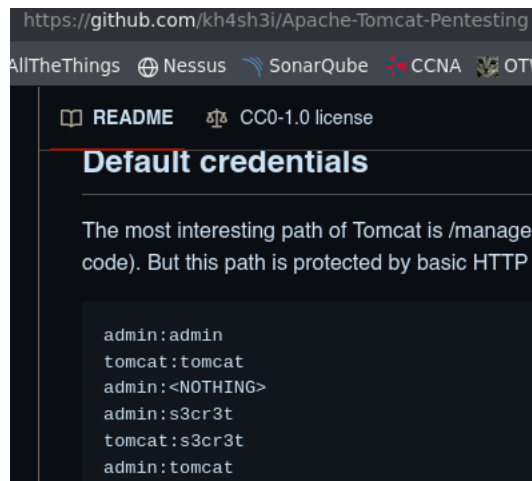 https://github.com/kh4sh3i/Apache-Tomcat-Pentesting
AllTheThings Nessus SonarQube CCNA OTW
README CC0-1.0 license
Default credentials
The most interesting path of Tomcat is /manage
code). But this path is protected by basic HTTP
admin:admin
tomcat:tomcat
admin:<NOTHING>
admin:s3cr3t
tomcat:s3cr3t
admin:tomcat